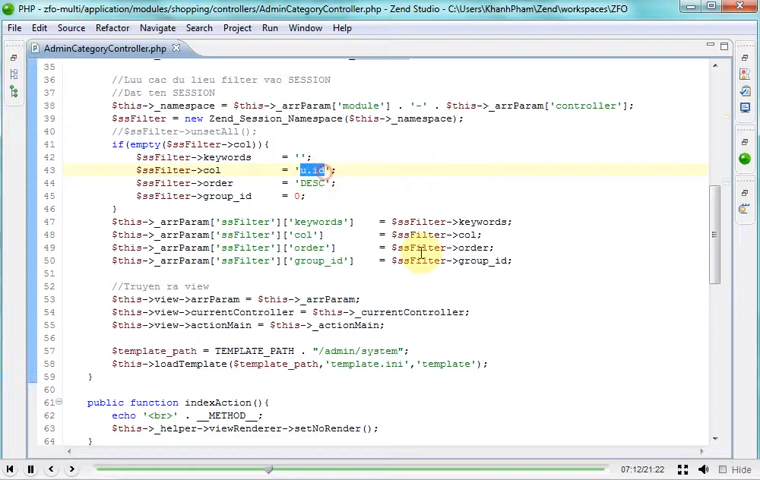 PHP - zfo-multi/application/modules/shopping/controllers/AdminCategoryController.php - Zend Studio - C:\Users\KhanhPham\Zend\workspaces\ZFO
File Edit Source Refactor Navigate Search Project Run Window Help
AdminCategoryController.php
35
36 //Luu cac du lieu filter vao SESSION
37 //Dat ten SESSION
38 $this->_namespace = $this->_arrParam['module'] . '-' . $this->_arrParam['controller'];
39 $ssFilter = new Zend_Session_Namespace($this->_namespace);
40 //$ssFilter->unsetAll();
41 if(empty($ssFilter->col)){
42 $ssFilter->keywords = '';
43 $ssFilter->col = 'u.id';
44 $ssFilter->order = 'DESC';
45 $ssFilter->group_id = 0;
46 }
47 $this->_arrParam['ssFilter']['keywords'] = $ssFilter->keywords;
48 $this->_arrParam['ssFilter']['col'] = $ssFilter->col;
49 $this->_arrParam['ssFilter']['order'] = $ssFilter->order;
50 $this->_arrParam['ssFilter']['group_id'] = $ssFilter->group_id;
51
52 //Truyen ra view
53 $this->view->arrParam = $this->_arrParam;
54 $this->view->currentController = $this->_currentController;
55 $this->view->actionMain = $this->_actionMain;
56
57 $template_path = TEMPLATE_PATH . "/admin/system";
58 $this->loadTemplate($template_path,'template.ini','template');
59 }
60
61 public function indexAction(){
62 echo '<br>' . __METHOD__;
63 $this->_helper->viewRenderer->setNoRender();
64 }
07:12/21:22 Hide